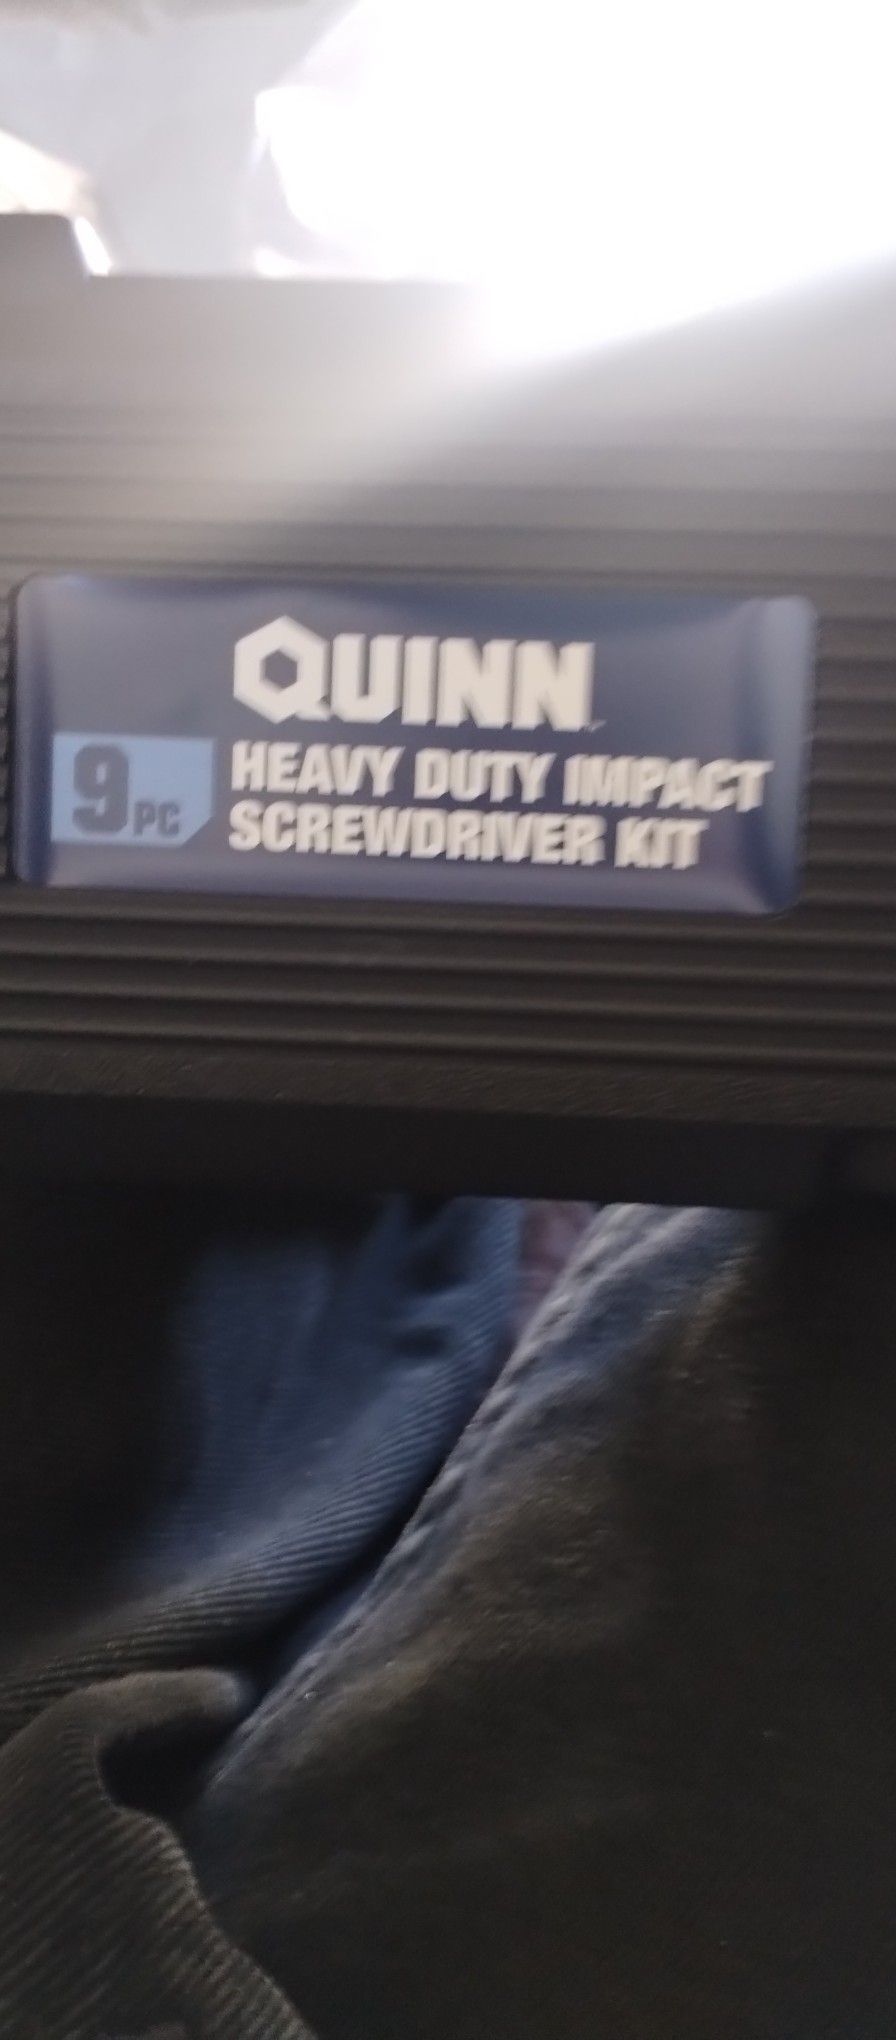 QUINN
9 PC
HEAVY DUTY IMPACT
SCREWDRIVER KIT